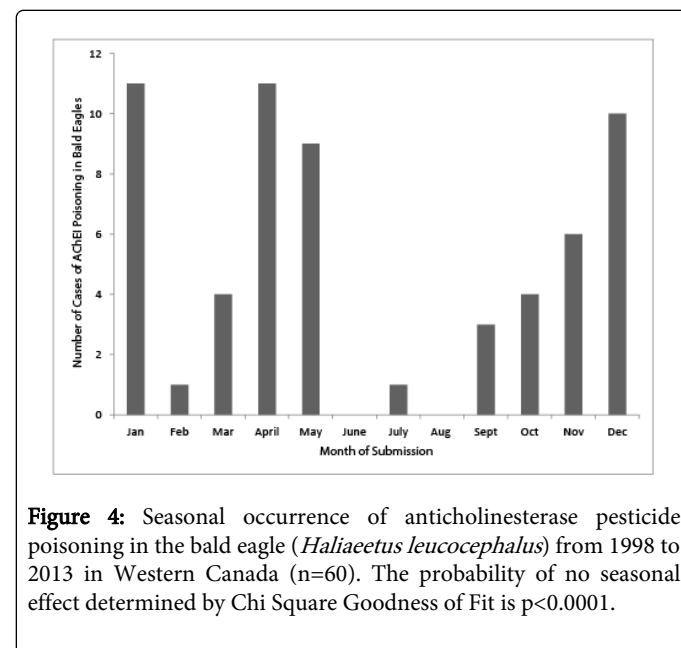 12
10
8
6
4
2
0
Number of Cases of AChEI Poisoning in Bald Eagles
Jan Feb Mar April May June July Aug Sept Oct Nov Dec
Month of Submission
Figure 4: Seasonal occurrence of anticholinesterase pesticide
poisoning in the bald eagle (Haliaeetus leucocephalus) from 1998 to
2013 in Western Canada (n=60). The probability of no seasonal
effect determined by Chi Square Goodness of Fit is p<0.0001.